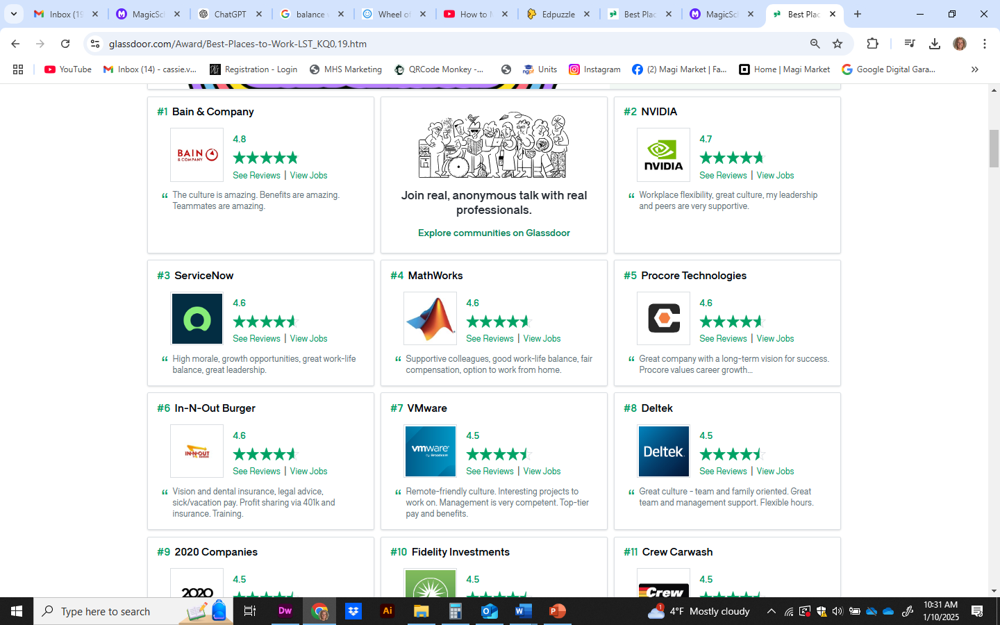 Inbox (19
MagicSc
ChatGPT
balance
Wheel of
How to
Edpuzzle
Best Plac
MagicSc
Best Plac
glassdoor.com/Award/Best-Places-to-Work-LST_KQ0,19.htm
YouTube
Inbox (14) - cassie.v...
Registration - Login
MHS Marketing
QRCode Monkey -...
ngpf
Units
Instagram
(2) Magi Market | Fa...
Home | Magi Market
Google Digital Gara...
#1 Bain & Company
BAIN
& COMPANY
4.8
See Reviews | View Jobs
“ The culture is amazing. Benefits are amazing.
Teammates are amazing.
Join real, anonymous talk with real
professionals.
Explore communities on Glassdoor
#2 NVIDIA
NVIDIA
4.7
See Reviews | View Jobs
“ Workplace flexibility, great culture, my leadership
and peers are very supportive.
#3 ServiceNow
4.6
See Reviews | View Jobs
“ High morale, growth opportunities, great work-life
balance, great leadership.
#4 MathWorks
4.6
See Reviews | View Jobs
“ Supportive colleagues, good work-life balance, fair
compensation, option to work from home.
#5 Procore Technologies
4.6
See Reviews | View Jobs
“ Great company with a long-term vision for success.
Procore values career growth...
#6 In-N-Out Burger
IN-N-OUT
BURGER
4.6
See Reviews | View Jobs
“ Vision and dental insurance, legal advice,
sick/vacation pay. Profit sharing via 401k and
insurance. Training.
#7 VMware
vmware
by Broadcom
4.5
See Reviews | View Jobs
“ Remote-friendly culture. Interesting projects to
work on. Management is very competent. Top-tier
pay and benefits.
#8 Deltek
Deltek
4.5
See Reviews | View Jobs
“ Great culture - team and family oriented. Great
team and management support. Flexible hours.
#9 2020 Companies
2020
4.5
#10 Fidelity Investments
4.5
#11 Crew Carwash
Crew
4.5
Type here to search
Dw
Ai
1
4°F Mostly cloudy
10:31 AM
1/10/2025